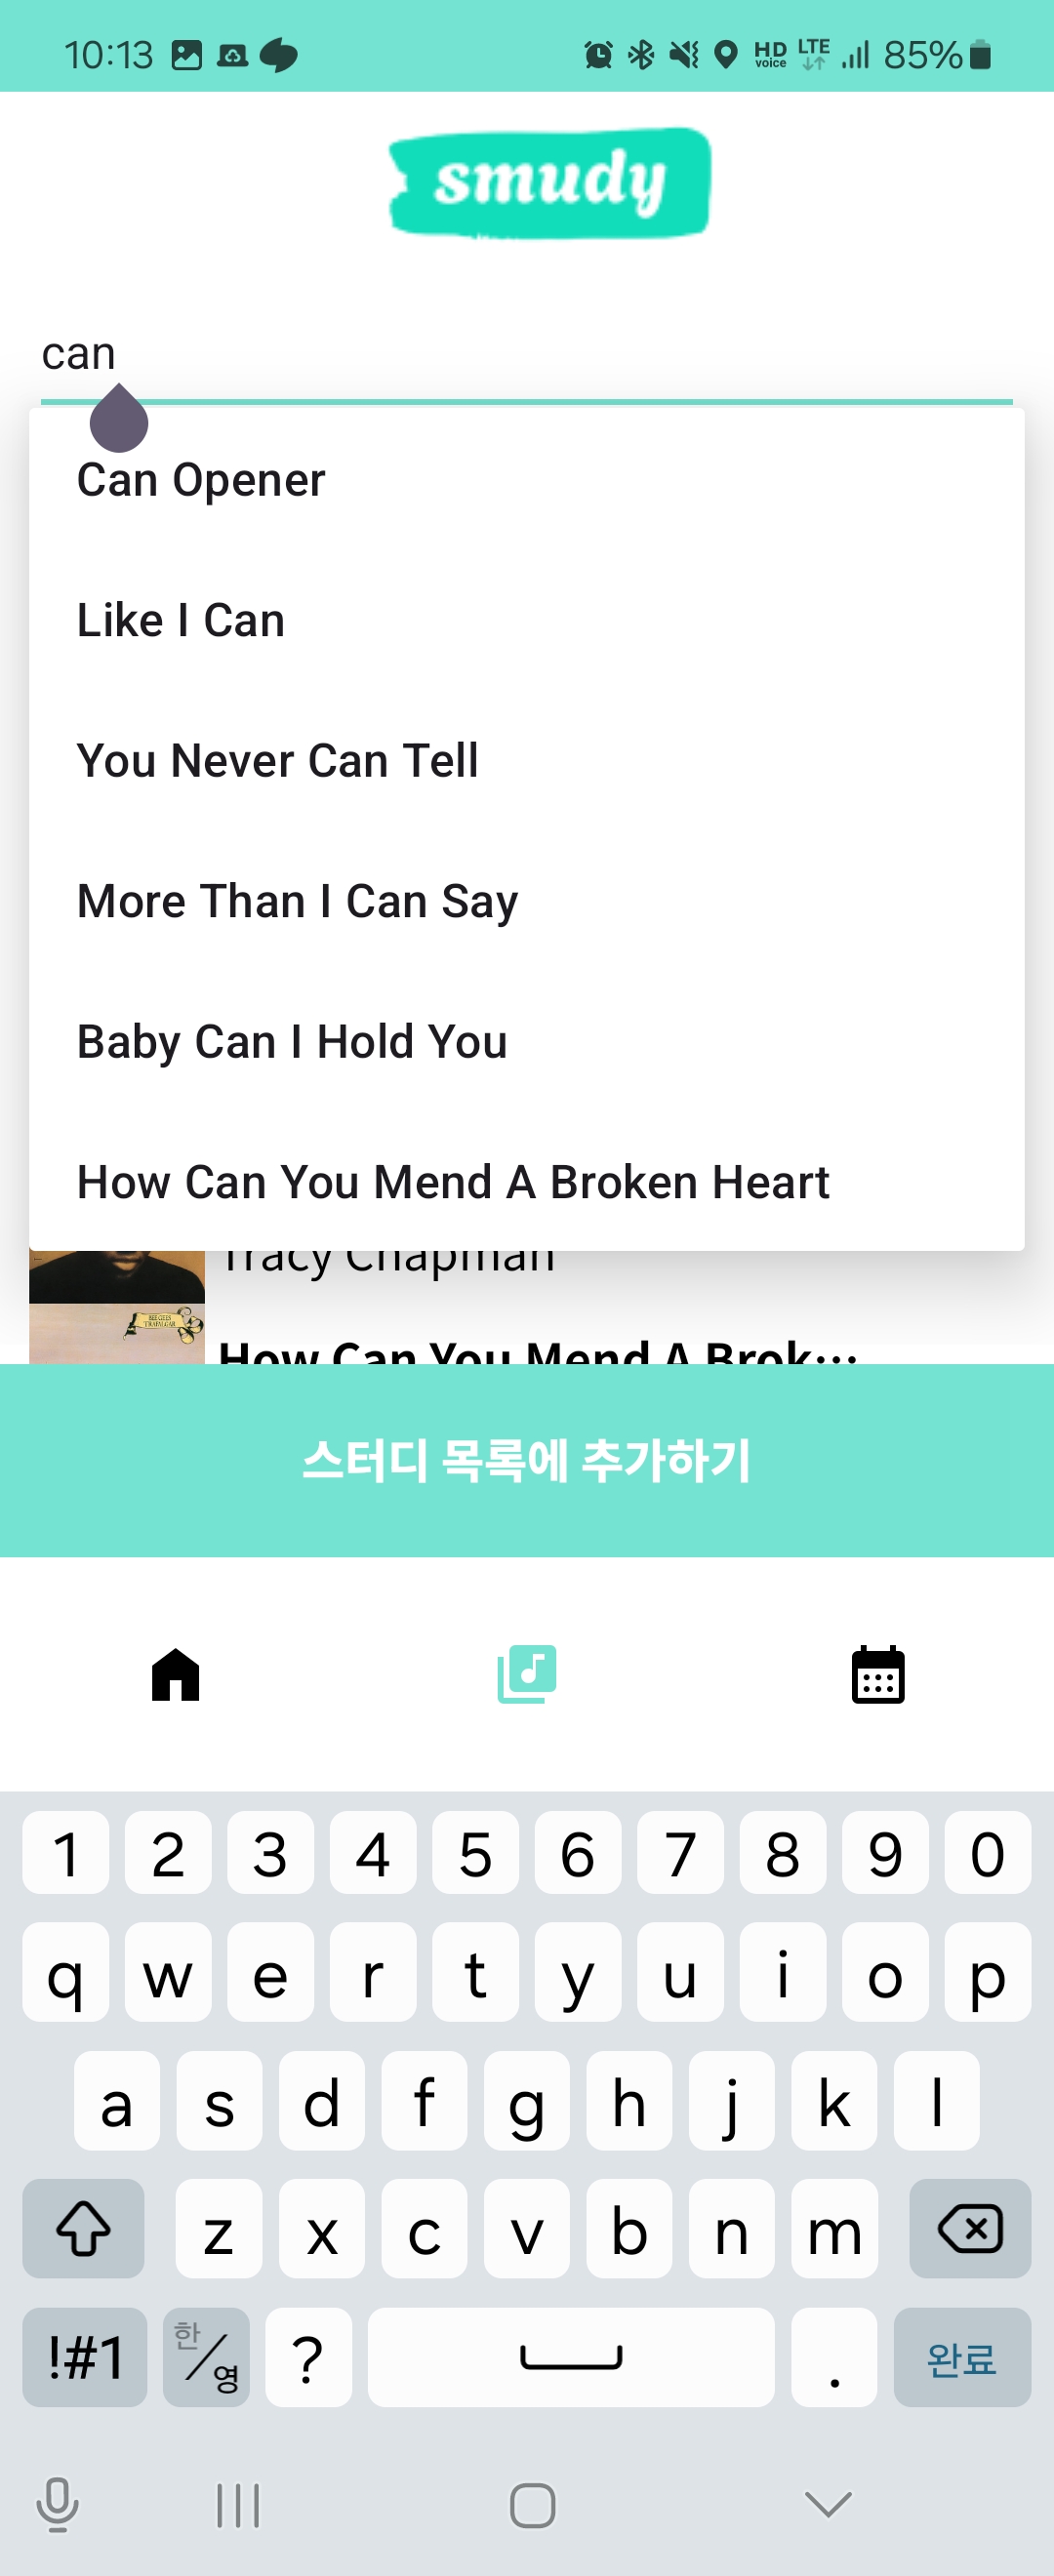 10:13 HD voice LTE 85%
smudy
can
Can Opener
Like I Can
You Never Can Tell
More Than I Can Say
Baby Can I Hold You
How Can You Mend A Broken Heart
Tracy Chapman
BEE GEES
TRAFALGAR
How Can You Mend A Brok...
스터디 목록에 추가하기
1 2 3 4 5 6 7 8 9 0
q w e r t y u i o p
a s d f g h j k l
z x c v b n m
!#1 한/영 ? . 완료